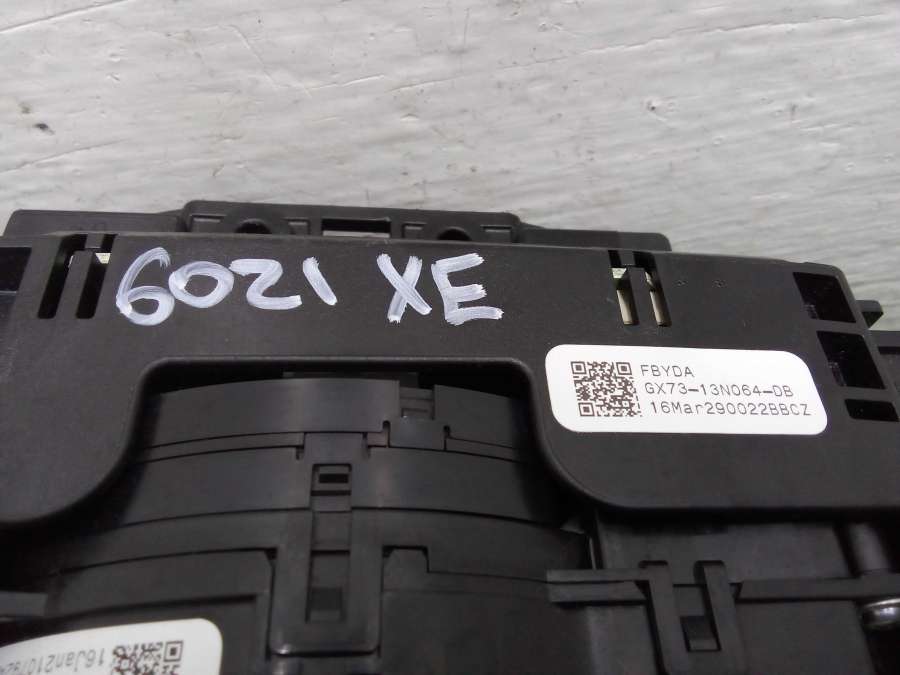 6021 XE
FBYDA
GX73-13N064-DB
16Mar290022BBCZ